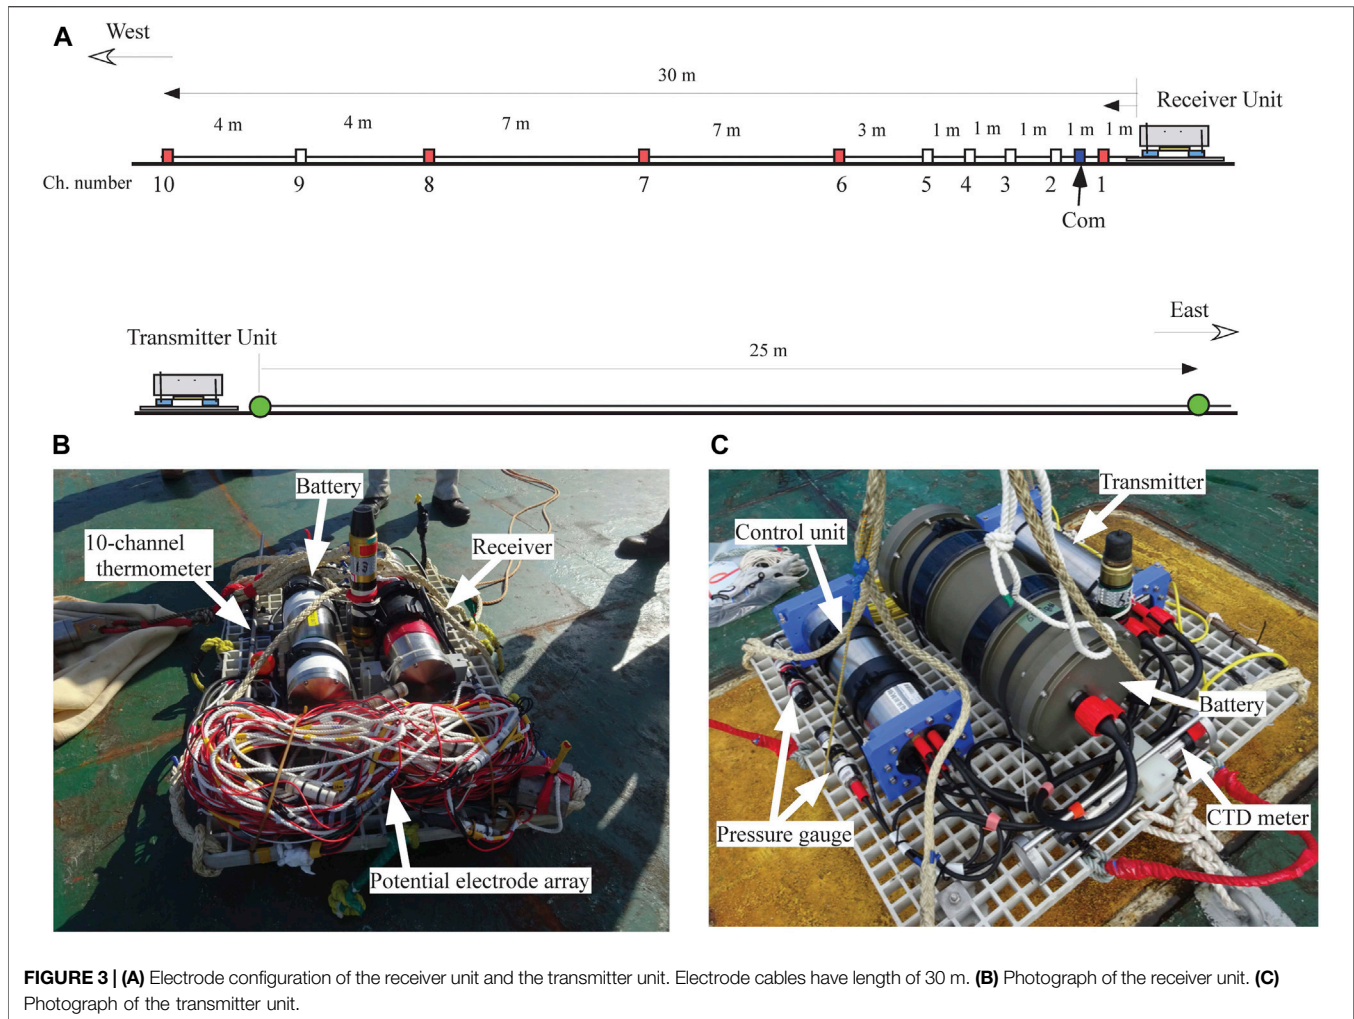 A
West
30 m
Receiver Unit
4 m 4 m 7 m 7 m 3 m 1 m 1 m 1 m 1 m 1 m
Ch. number 10 9 8 7 6 5 4 3 2 1
Com
East
Transmitter Unit
25 m
B
Battery
10-channel
thermometer
Receiver
Potential electrode array
C
Transmitter
Control unit
Battery
Pressure gauge
CTD meter
FIGURE 3 | (A) Electrode configuration of the receiver unit and the transmitter unit. Electrode cables have length of 30 m. (B) Photograph of the receiver unit. (C)
Photograph of the transmitter unit.